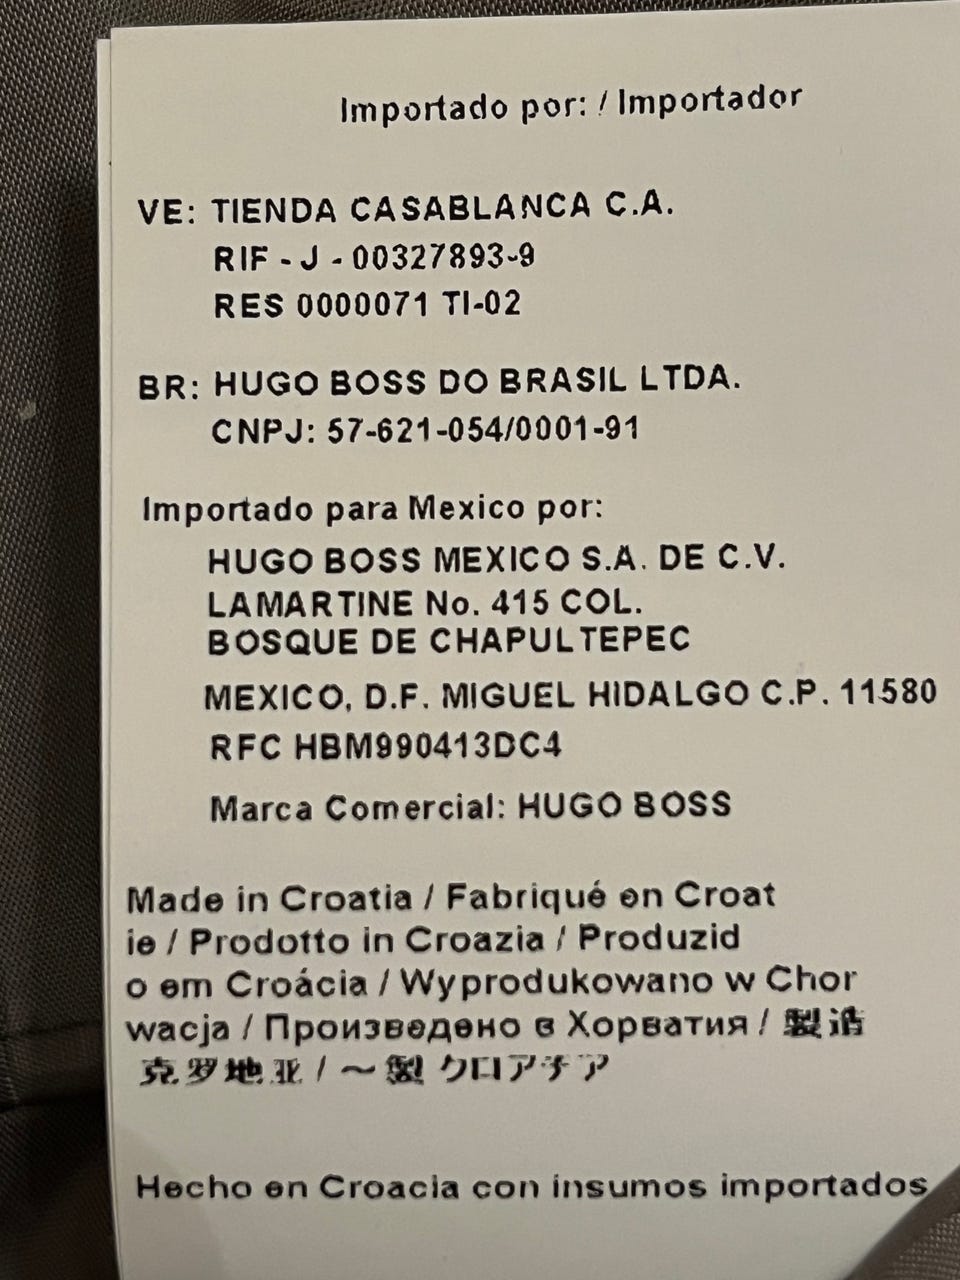 Importado por: / Importador
VE: TIENDA CASABLANCA C.A.
RIF - J - 00327893-9
RES 0000071 TI-02
BR: HUGO BOSS DO BRASIL LTDA.
CNPJ: 57-621-054/0001-91
Importado para Mexico por:
HUGO BOSS MEXICO S.A. DE C.V.
LAMARTINE No. 415 COL.
BOSQUE DE CHAPULTEPEC
MEXICO, D.F. MIGUEL HIDALGO C.P. 11580
RFC HBM990413DC4
Marca Comercial: HUGO BOSS
Made in Croatia / Fabriqué en Croat
ie / Prodotto in Croazia / Produzid
o em Croácia / Wyprodukowano w Chor
wacja / Произведено в Хорватия / 製造
克罗地亚 / ～製 クロアチア
Hecho en Croacia con insumos importados